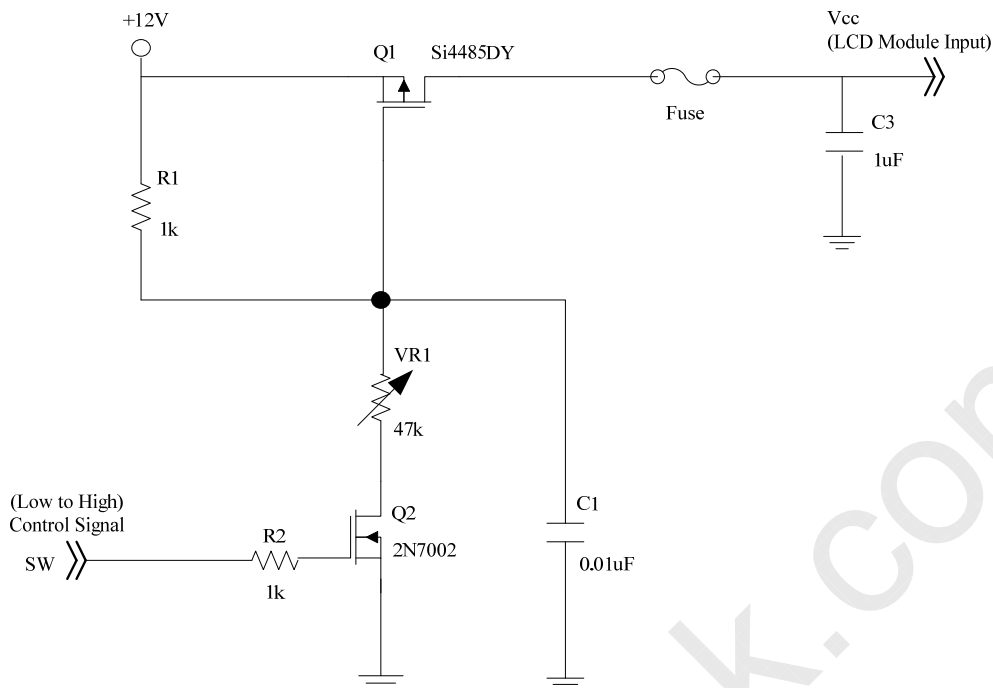 +12V
Q1
Si4485DY
Vcc
(LCD Module Input)
Fuse
C3
1uF
R1
1k
VR1
47k
(Low to High)
Control Signal
SW
R2
1k
Q2
2N7002
C1
0.01uF
k.com